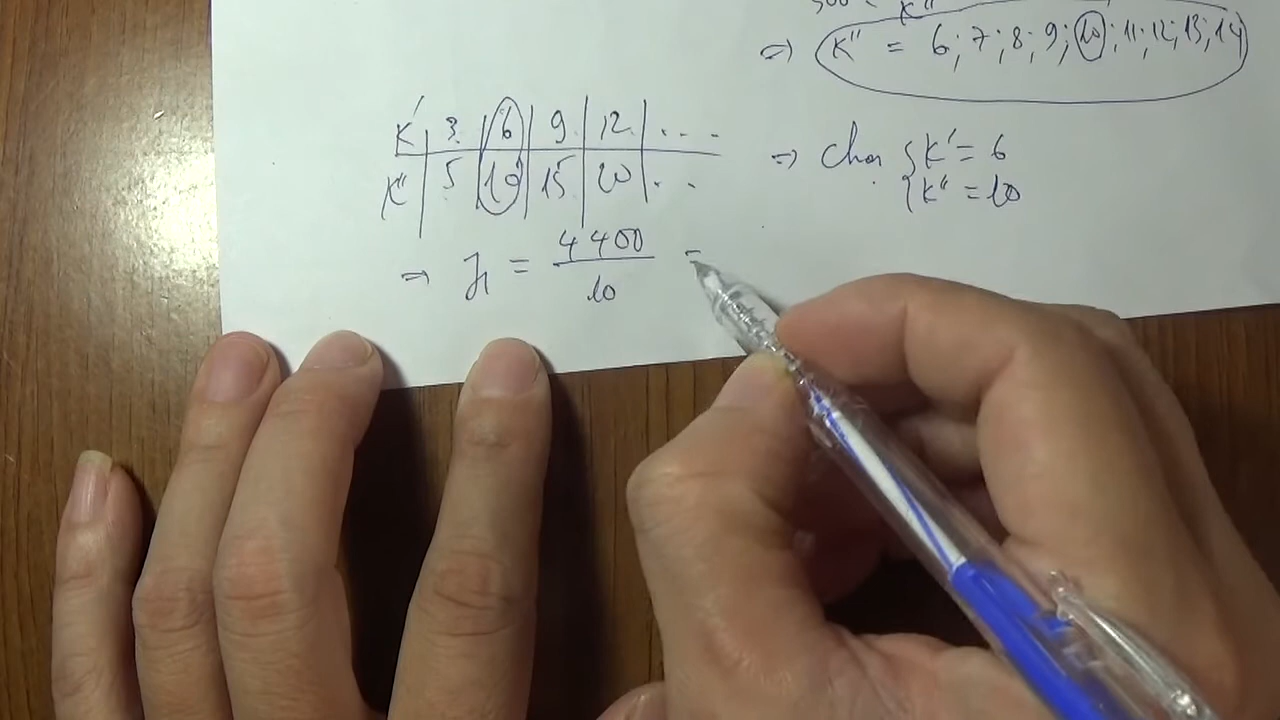 ⇒ K'' = 6; 7; 8; 9; 10; 11; 12; 13; 14
K' 3 6 9 12 ....
K'' 5 10 15 20 ...
⇒ Chọn { K' = 6
{ K'' = 10
⇒ = 4400 / 10 =